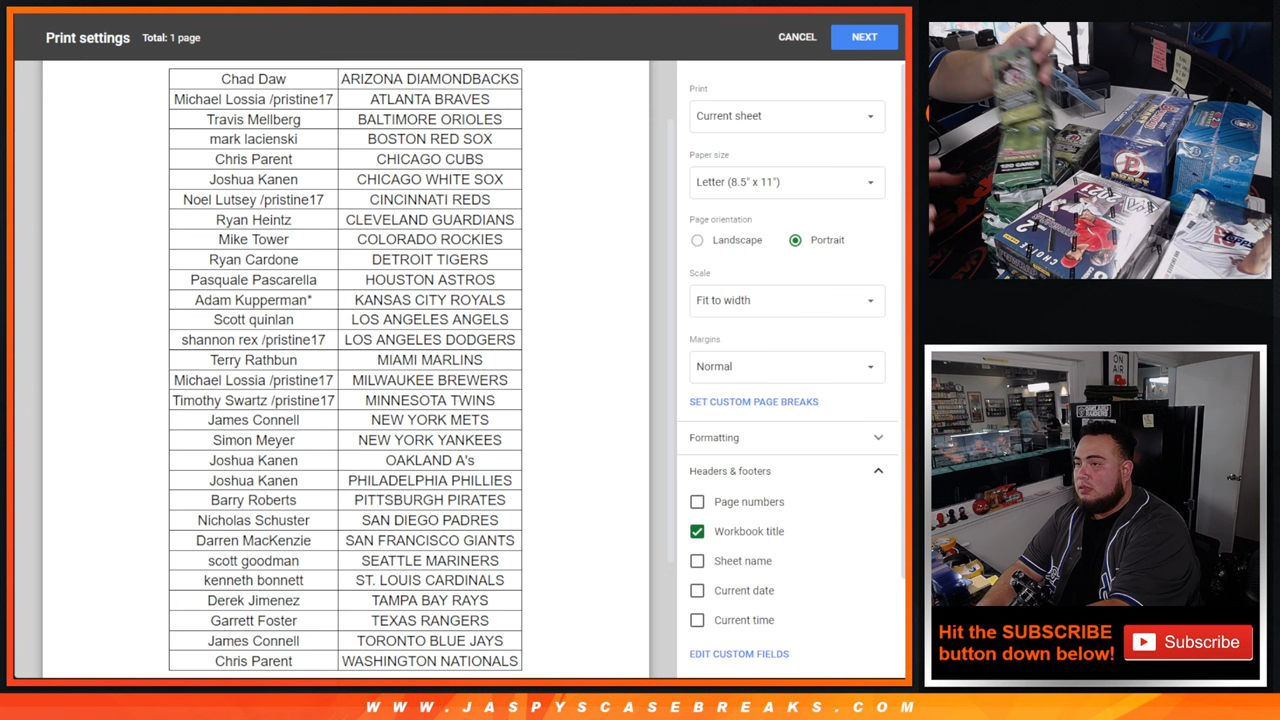 Print settings Total: 1 page CANCEL NEXT
Chad Daw ARIZONA DIAMONDBACKS
Michael Lossia /pristine17 ATLANTA BRAVES
Travis Mellberg BALTIMORE ORIOLES
mark lacienski BOSTON RED SOX
Chris Parent CHICAGO CUBS
Joshua Kanen CHICAGO WHITE SOX
Noel Lutsey /pristine17 CINCINNATI REDS
Ryan Heintz CLEVELAND GUARDIANS
Mike Tower COLORADO ROCKIES
Ryan Cardone DETROIT TIGERS
Pasquale Pascarella HOUSTON ASTROS
Adam Kupperman* KANSAS CITY ROYALS
Scott quinlan LOS ANGELES ANGELS
shannon rex /pristine17 LOS ANGELES DODGERS
Terry Rathbun MIAMI MARLINS
Michael Lossia /pristine17 MILWAUKEE BREWERS
Timothy Swartz /pristine17 MINNESOTA TWINS
James Connell NEW YORK METS
Simon Meyer NEW YORK YANKEES
Joshua Kanen OAKLAND A's
Joshua Kanen PHILADELPHIA PHILLIES
Barry Roberts PITTSBURGH PIRATES
Nicholas Schuster SAN DIEGO PADRES
Darren MacKenzie SAN FRANCISCO GIANTS
scott goodman SEATTLE MARINERS
kenneth bonnett ST. LOUIS CARDINALS
Derek Jimenez TAMPA BAY RAYS
Garrett Foster TEXAS RANGERS
James Connell TORONTO BLUE JAYS
Chris Parent WASHINGTON NATIONALS
Print
Current sheet
Paper size
Letter (8.5" x 11")
Page orientation
Landscape Portrait
Scale
Fit to width
Margins
Normal
SET CUSTOM PAGE BREAKS
Formatting
Headers & footers
Page numbers
Workbook title
Sheet name
Current date
Current time
EDIT CUSTOM FIELDS
120 CARDS
DRAFT
2021
CHOICE
2
ON AIR
Hit the SUBSCRIBE
button down below!
Subscribe
WWW.JASPYSCASEBREAKS.COM